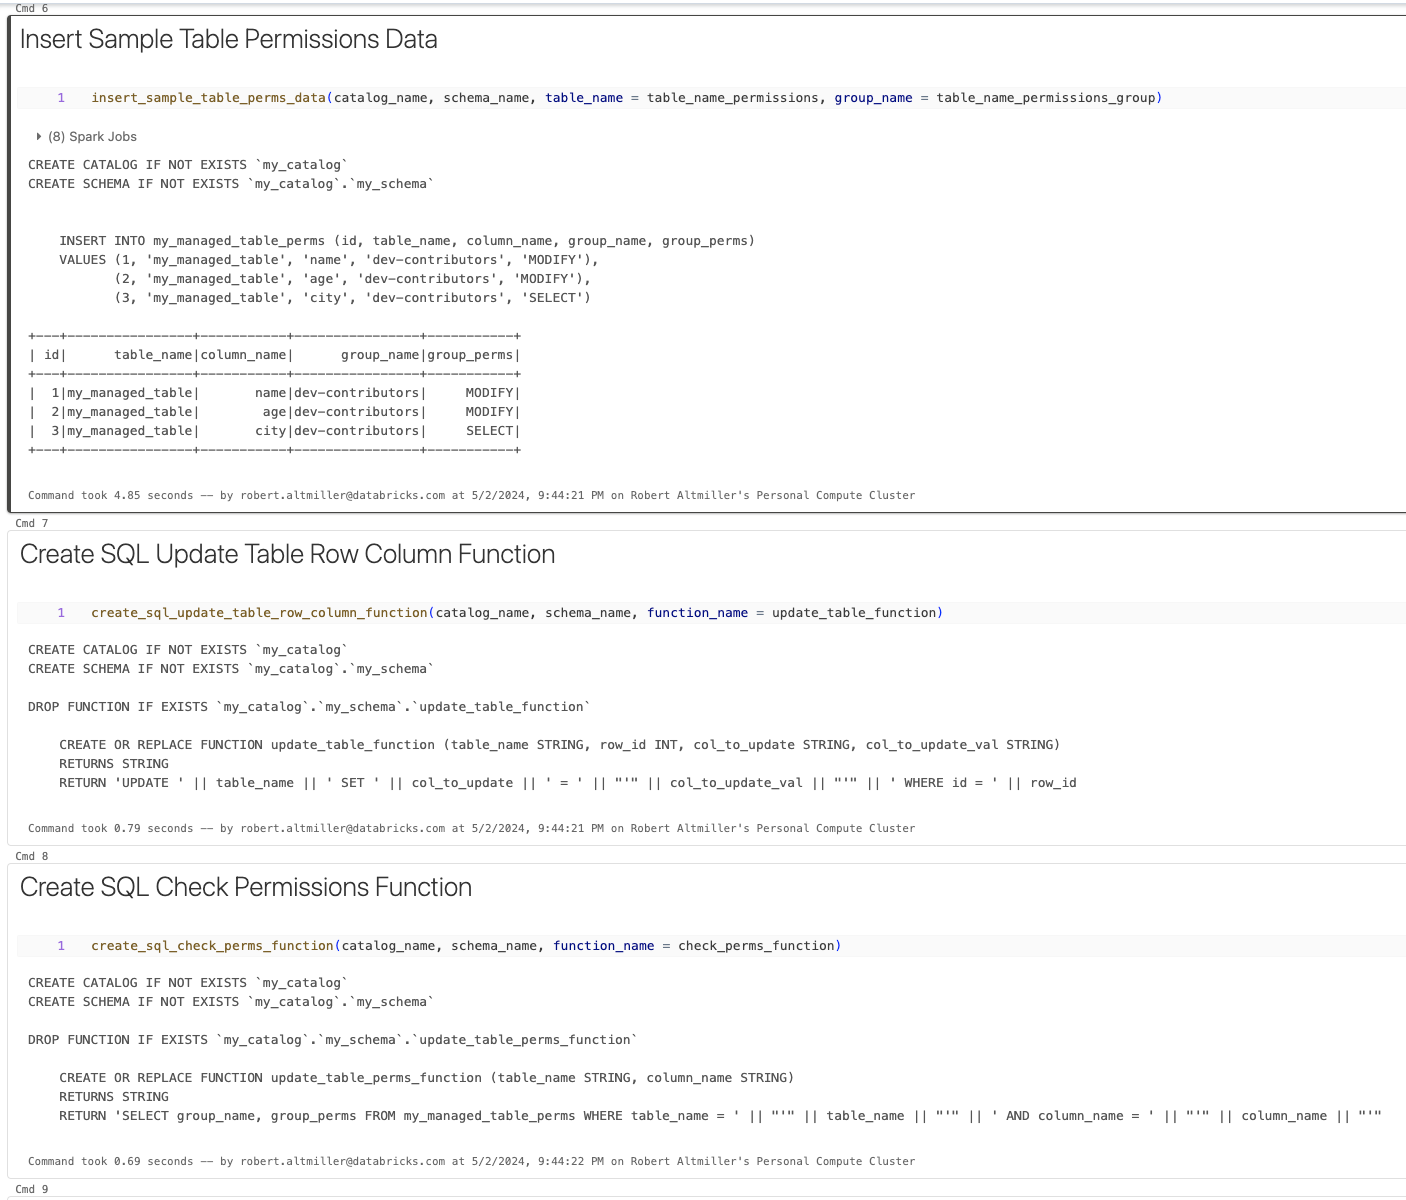 Cmd 6
Insert Sample Table Permissions Data
1 insert_sample_table_perms_data(catalog_name, schema_name, table_name = table_name_permissions, group_name = table_name_permissions_group)
(8) Spark Jobs
CREATE CATALOG IF NOT EXISTS `my_catalog`
CREATE SCHEMA IF NOT EXISTS `my_catalog`.`my_schema`
    INSERT INTO my_managed_table_perms (id, table_name, column_name, group_name, group_perms)
    VALUES (1, 'my_managed_table', 'name', 'dev-contributors', 'MODIFY'),
           (2, 'my_managed_table', 'age', 'dev-contributors', 'MODIFY'),
           (3, 'my_managed_table', 'city', 'dev-contributors', 'SELECT')
+---+----------------+-----------+----------------+-----------+
| id|      table_name|column_name|      group_name|group_perms|
+---+----------------+-----------+----------------+-----------+
|  1|my_managed_table|       name|dev-contributors|     MODIFY|
|  2|my_managed_table|        age|dev-contributors|     MODIFY|
|  3|my_managed_table|       city|dev-contributors|     SELECT|
+---+----------------+-----------+----------------+-----------+
Command took 4.85 seconds -- by robert.altmiller@databricks.com at 5/2/2024, 9:44:21 PM on Robert Altmiller's Personal Compute Cluster
Cmd 7
Create SQL Update Table Row Column Function
1 create_sql_update_table_row_column_function(catalog_name, schema_name, function_name = update_table_function)
CREATE CATALOG IF NOT EXISTS `my_catalog`
CREATE SCHEMA IF NOT EXISTS `my_catalog`.`my_schema`
DROP FUNCTION IF EXISTS `my_catalog`.`my_schema`.`update_table_function`
    CREATE OR REPLACE FUNCTION update_table_function (table_name STRING, row_id INT, col_to_update STRING, col_to_update_val STRING)
    RETURNS STRING
    RETURN 'UPDATE ' || table_name || ' SET ' || col_to_update || ' = ' || "'" || col_to_update_val || "'" || ' WHERE id = ' || row_id
Command took 0.79 seconds -- by robert.altmiller@databricks.com at 5/2/2024, 9:44:21 PM on Robert Altmiller's Personal Compute Cluster
Cmd 8
Create SQL Check Permissions Function
1 create_sql_check_perms_function(catalog_name, schema_name, function_name = check_perms_function)
CREATE CATALOG IF NOT EXISTS `my_catalog`
CREATE SCHEMA IF NOT EXISTS `my_catalog`.`my_schema`
DROP FUNCTION IF EXISTS `my_catalog`.`my_schema`.`update_table_perms_function`
    CREATE OR REPLACE FUNCTION update_table_perms_function (table_name STRING, column_name STRING)
    RETURNS STRING
    RETURN 'SELECT group_name, group_perms FROM my_managed_table_perms WHERE table_name = ' || "'" || table_name || "'" || ' AND column_name = ' || "'" || column_name || "'"
Command took 0.69 seconds -- by robert.altmiller@databricks.com at 5/2/2024, 9:44:22 PM on Robert Altmiller's Personal Compute Cluster
Cmd 9